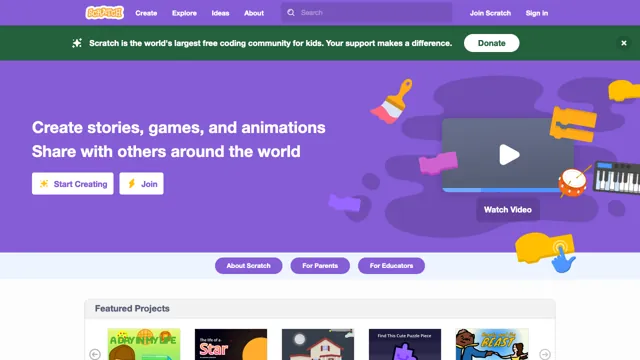 SCRATCH
Create
Explore
Ideas
About
Search
Join Scratch
Sign in
Scratch is the world's largest free coding community for kids. Your support makes a difference.
Donate
Create stories, games, and animations
Share with others around the world
Start Creating
Join
Watch Video
About Scratch
For Parents
For Educators
Featured Projects
A DAY IN MY LIFE
The life of a
Star
Find This Cute Puzzle Piece
BEAST